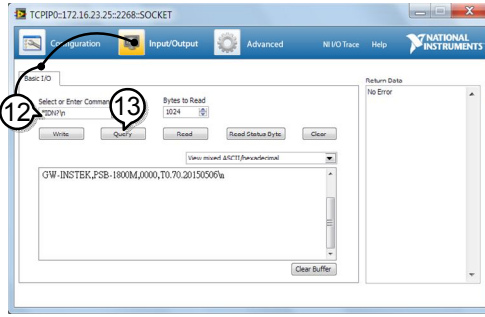 TCPIP0::172.16.23.25::2268::SOCKET
Configuration Input/Output Advanced NI I/O Trace Help NATIONAL INSTRUMENTS
Basic I/O
Return Data
No Error
Select or Enter Comman
Bytes to Read
12
*IDN?\n
13
1024
Write Query Read Read Status Byte Clear
View mixed ASCII/hexadecimal
GW-INSTEK,PSB-1800M,0000,T0.70.20150506\n
Clear Buffer